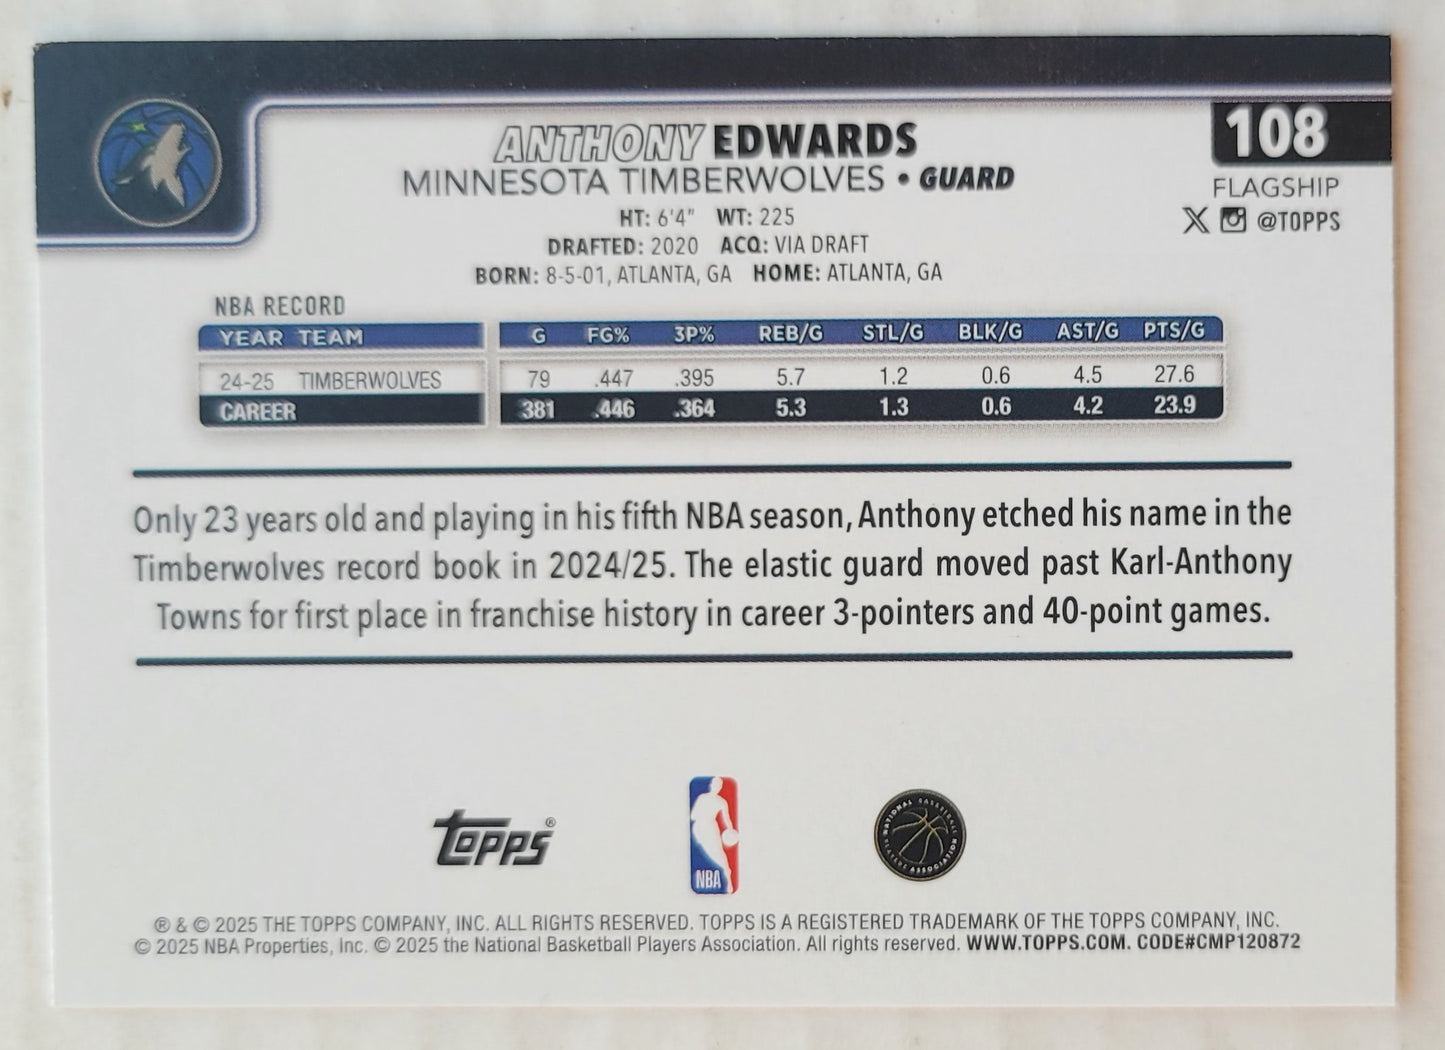 108
ANTHONY EDWARDS
MINNESOTA TIMBERWOLVES • GUARD
FLAGSHIP
HT: 6'4" WT: 225
@TOPPS
DRAFTED: 2020 ACQ: VIA DRAFT
BORN: 8-5-01, ATLANTA, GA HOME: ATLANTA, GA
NBA RECORD
YEAR TEAM G FG% 3P% REB/G STL/G BLK/G AST/G PTS/G
24-25 TIMBERWOLVES 79 .447 .395 5.7 1.2 0.6 4.5 27.6
CAREER 381 .446 .364 5.3 1.3 0.6 4.2 23.9
Only 23 years old and playing in his fifth NBA season, Anthony etched his name in the
Timberwolves record book in 2024/25. The elastic guard moved past Karl-Anthony
Towns for first place in franchise history in career 3-pointers and 40-point games.
TOPPS®
NBA
NATIONAL BASKETBALL PLAYERS ASSOCIATION
® & © 2025 THE TOPPS COMPANY, INC. ALL RIGHTS RESERVED. TOPPS IS A REGISTERED TRADEMARK OF THE TOPPS COMPANY, INC.
© 2025 NBA Properties, Inc. © 2025 the National Basketball Players Association. All rights reserved. WWW.TOPPS.COM. CODE#CMP120872